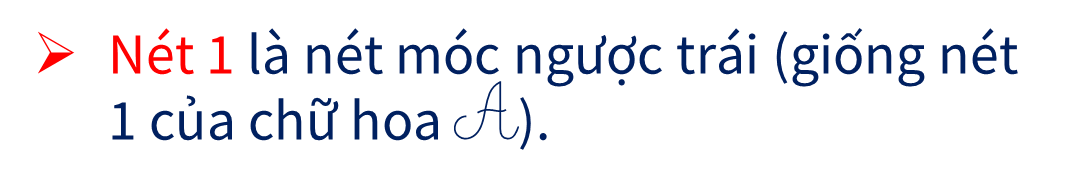 ➢ Nét 1 là nét móc ngược trái (giống nét
1 của chữ hoa A).